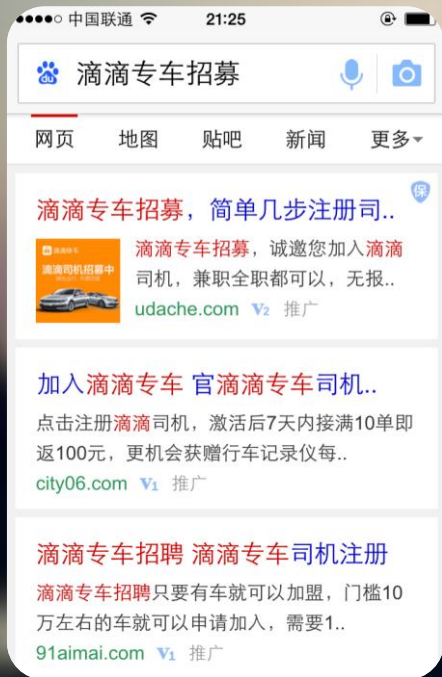 中国联通 21:25
滴滴专车招募
网页 地图 贴吧 新闻 更多
保
滴滴专车招募，简单几步注册司..
滴滴专车招募，诚邀您加入滴滴
滴滴司机招募中
司机，兼职全职都可以，无报..
udache.com V2 推广
加入滴滴专车 官滴滴专车司机..
点击注册滴滴司机，激活后7天内接满10单即
返100元，更机会获赠行车记录仪每..
city06.com V1 推广
滴滴专车招聘 滴滴专车司机注册
滴滴专车招聘只要有车就可以加盟，门槛10
万左右的车就可以申请加入，需要1..
91aimai.com V1 推广